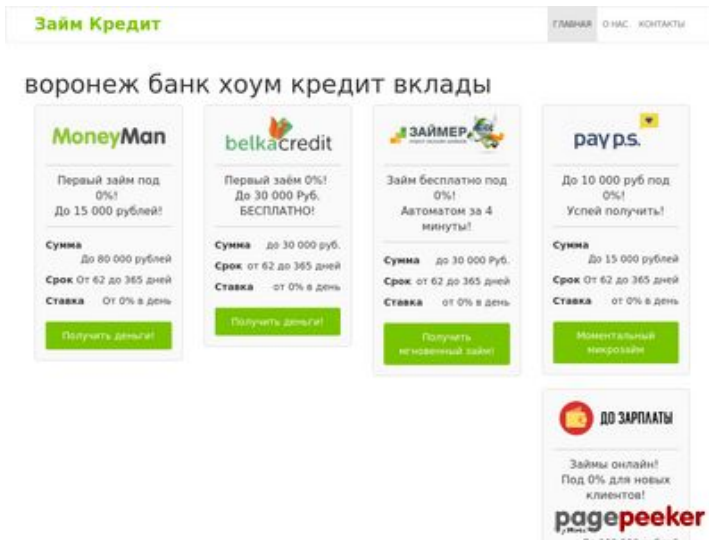 Займ Кредит
ГЛАВНАЯ О НАС КОНТАКТЫ
воронеж банк хоум кредит вклады
MoneyMan
Первый займ под
0%!
До 15 000 рублей!
Сумма
До 80 000 рублей
Срок От 62 до 365 дней
Ставка От 0% в день
Получить деньги!
belkacredit
Первый заём 0%!
До 30 000 Руб.
БЕСПЛАТНО!
Сумма до 30 000 руб.
Срок от 62 до 365 дней
Ставка от 0% в день
Получить деньги!
ЗАЙМЕР
Займ бесплатно под
0%!
Автоматом за 4
минуты!
Сумма до 30 000 Руб.
Срок от 62 до 365 дней
Ставка от 0% в день
Получить
мгновенный займ!
pay p.s.
До 10 000 руб под
0%!
Успей получить!
Сумма
До 15 000 рублей
Срок От 62 до 365 дней
Ставка От 0% в день
Моментальный
микрозайм
ДО ЗАРПЛАТЫ
Займы онлайн!
Под 0% для новых
клиентов!
pagepeeker